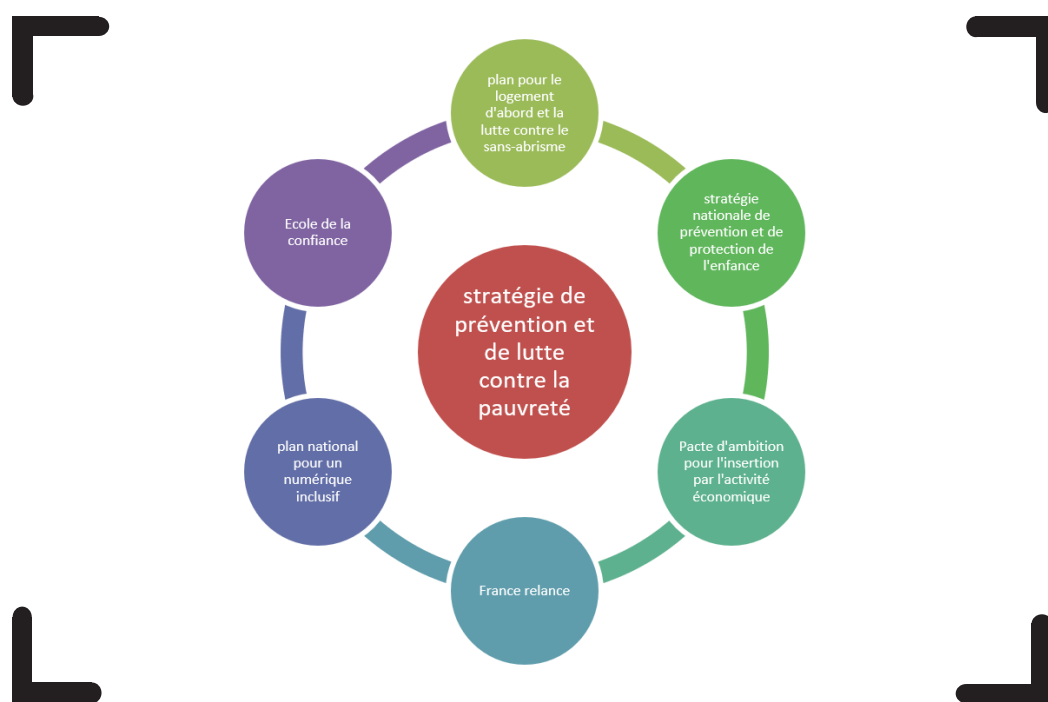 plan pour le
logement
d'abord et la
lutte contre le
sans-abrisme
stratégie
nationale de
prévention et de
protection de
l'enfance
Pacte d'ambition
pour l'insertion
par l'activité
économique
France relance
plan national
pour un
numérique
inclusif
Ecole de la
confiance
stratégie de
prévention et
de lutte
contre la
pauvreté